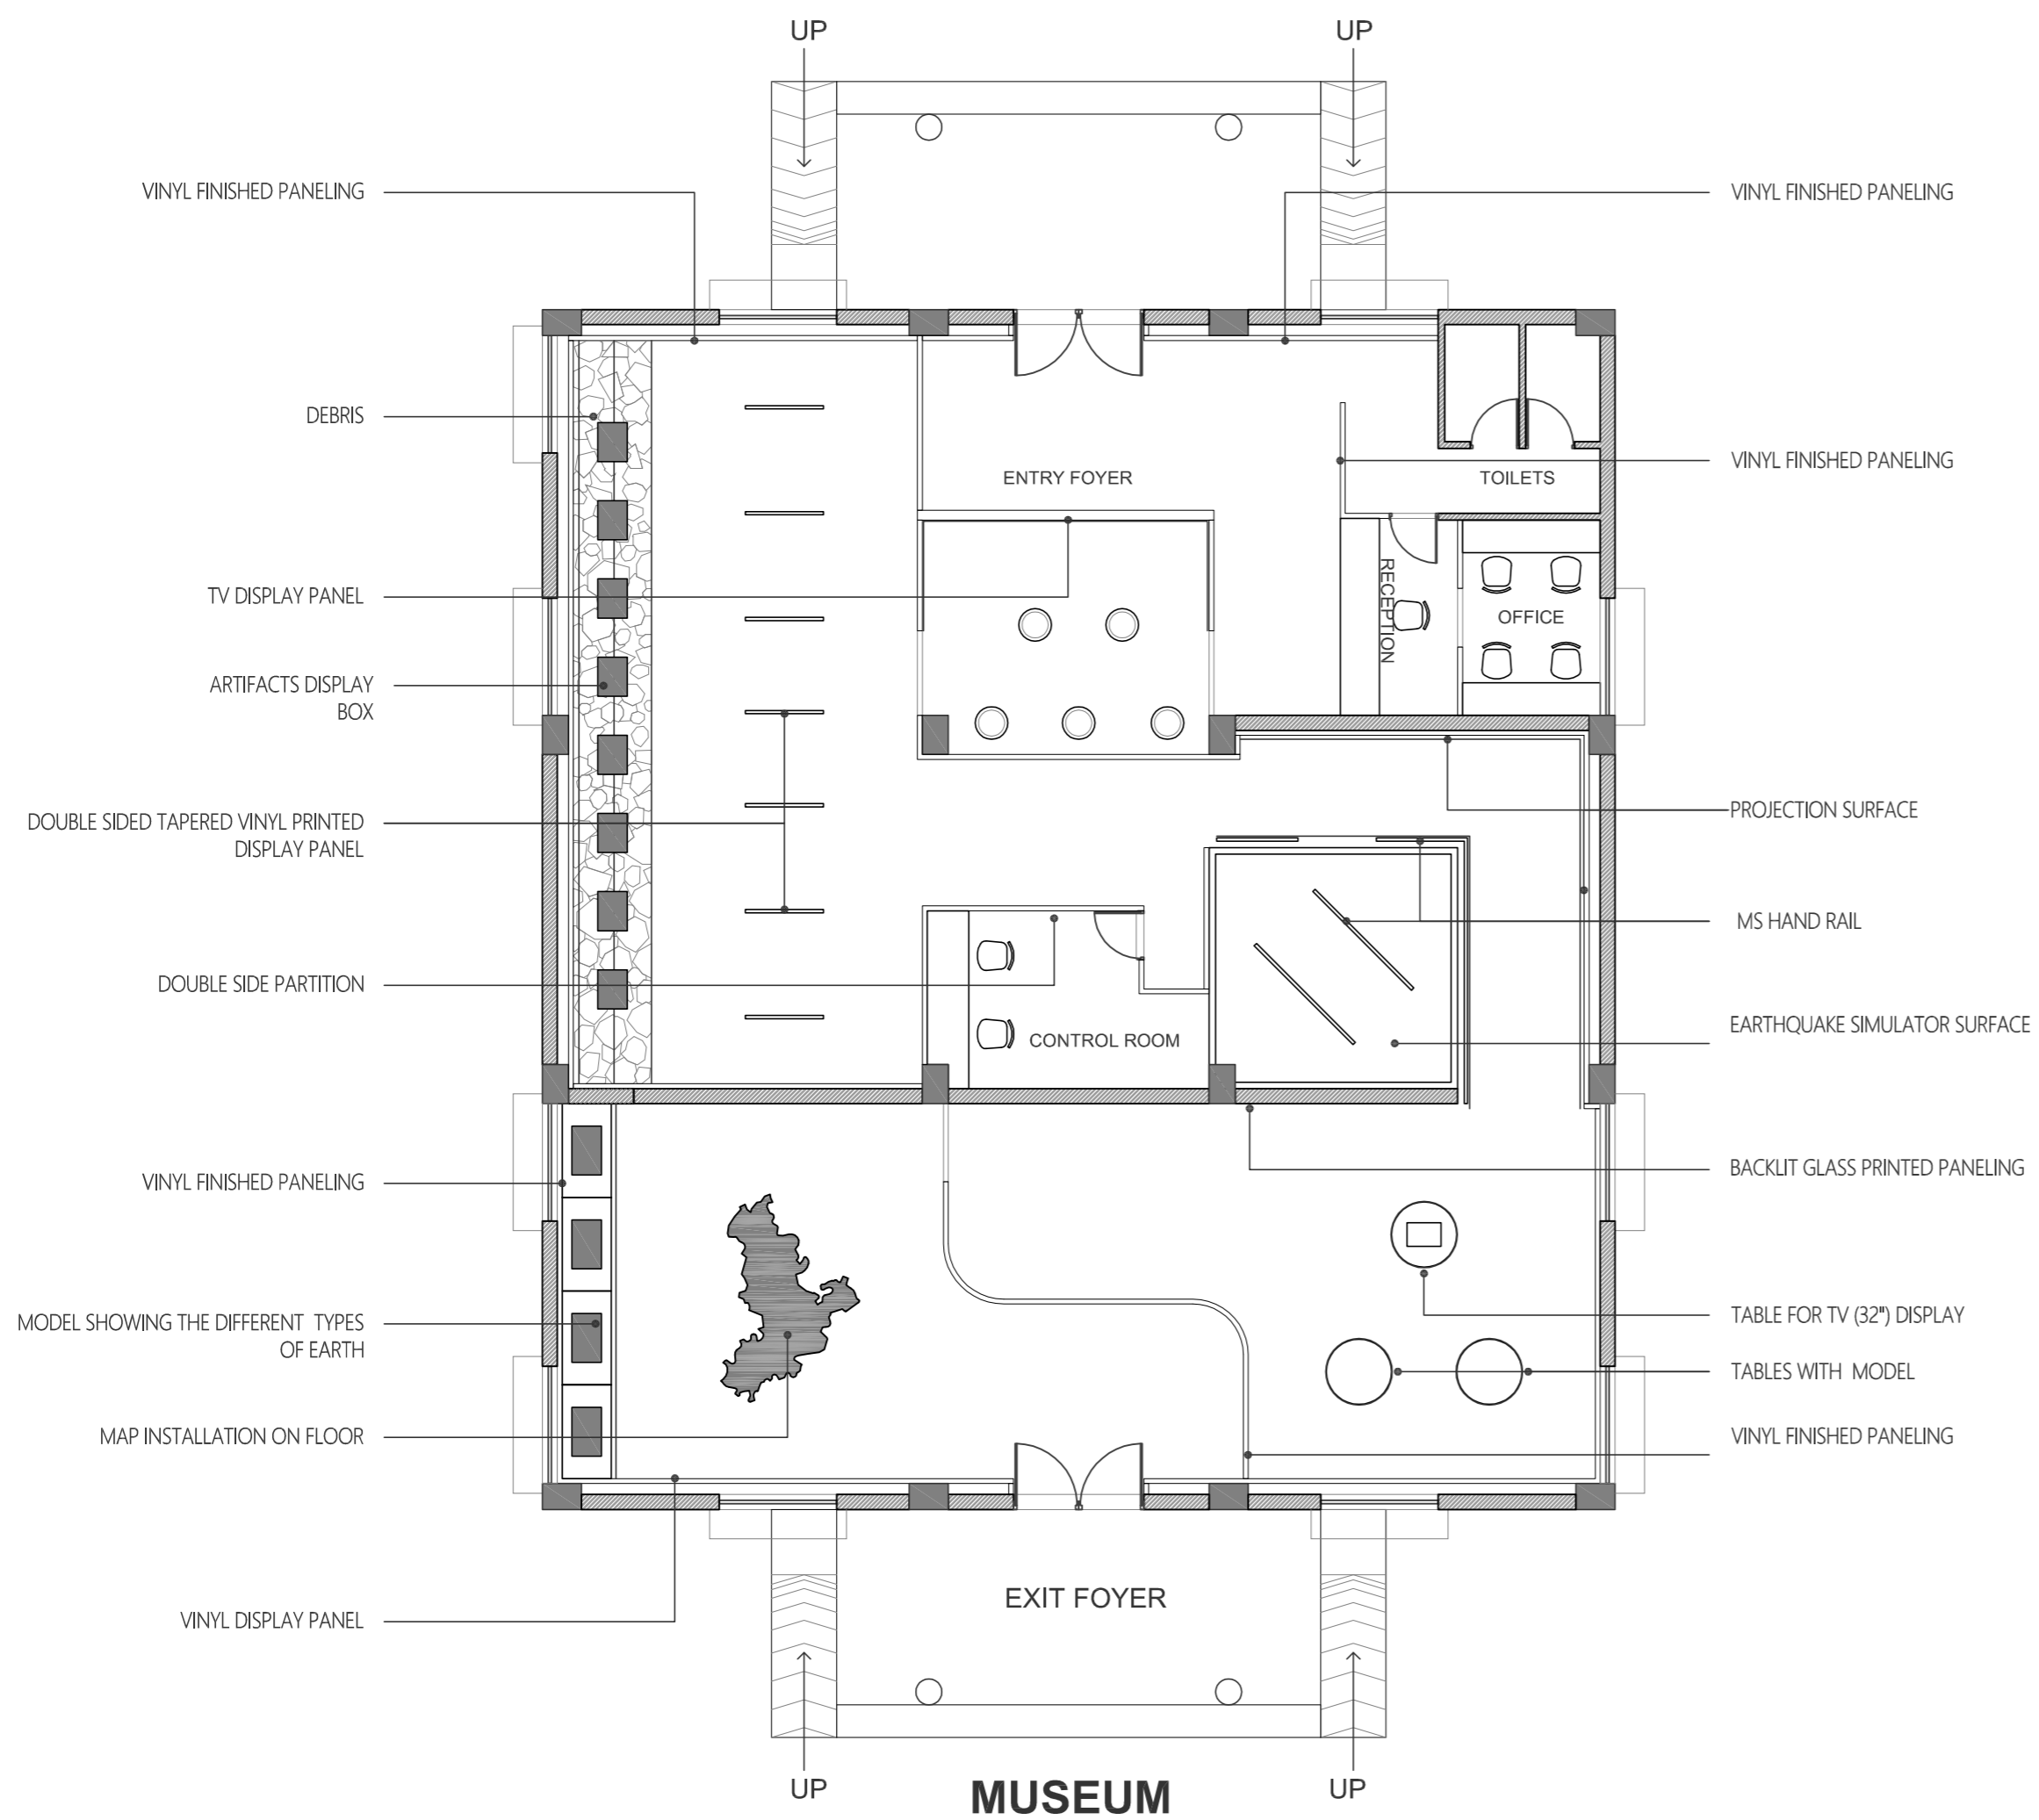 UP
UP
VINYL FINISHED PANELING
VINYL FINISHED PANELING
DEBRIS
ENTRY FOYER
TOILETS
VINYL FINISHED PANELING
TV DISPLAY PANEL
RECEPTION
OFFICE
ARTIFACTS DISPLAY
BOX
DOUBLE SIDED TAPERED VINYL PRINTED
DISPLAY PANEL
PROJECTION SURFACE
MS HAND RAIL
DOUBLE SIDE PARTITION
CONTROL ROOM
EARTHQUAKE SIMULATOR SURFACE
VINYL FINISHED PANELING
BACKLIT GLASS PRINTED PANELING
MODEL SHOWING THE DIFFERENT TYPES
OF EARTH
TABLE FOR TV (32") DISPLAY
TABLES WITH MODEL
MAP INSTALLATION ON FLOOR
VINYL FINISHED PANELING
EXIT FOYER
VINYL DISPLAY PANEL
UP
UP
MUSEUM